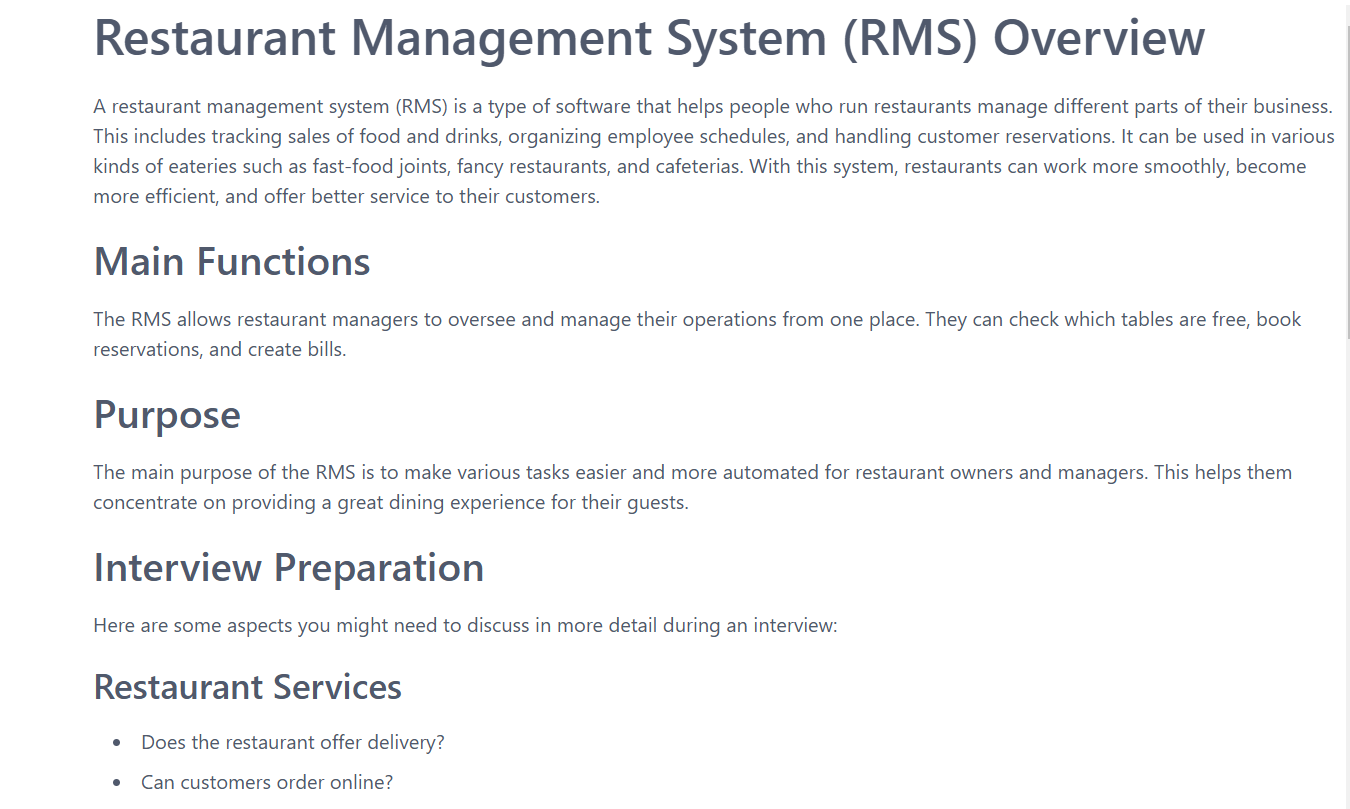 Restaurant Management System (RMS) Overview
A restaurant management system (RMS) is a type of software that helps people who run restaurants manage different parts of their business.
This includes tracking sales of food and drinks, organizing employee schedules, and handling customer reservations. It can be used in various
kinds of eateries such as fast-food joints, fancy restaurants, and cafeterias. With this system, restaurants can work more smoothly, become
more efficient, and offer better service to their customers.
Main Functions
The RMS allows restaurant managers to oversee and manage their operations from one place. They can check which tables are free, book
reservations, and create bills.
Purpose
The main purpose of the RMS is to make various tasks easier and more automated for restaurant owners and managers. This helps them
concentrate on providing a great dining experience for their guests.
Interview Preparation
Here are some aspects you might need to discuss in more detail during an interview:
Restaurant Services
• Does the restaurant offer delivery?
• Can customers order online?